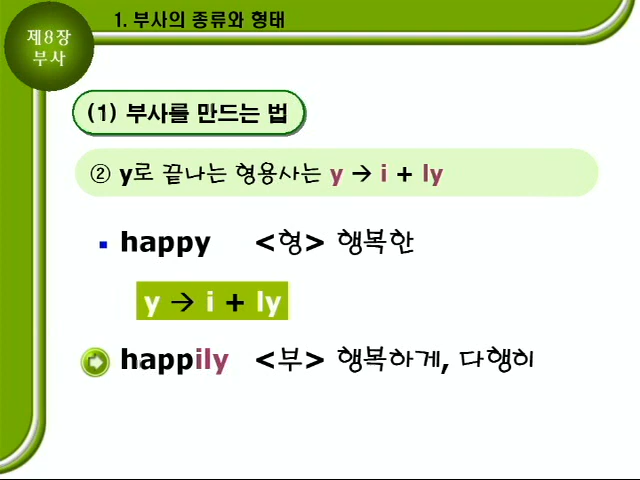 제8장
부사
1. 부사의 종류와 형태
(1) 부사를 만드는 법
② y로 끝나는 형용사는 y → i + ly
happy <형> 행복한
y → i + ly
happily <부> 행복하게, 다행히